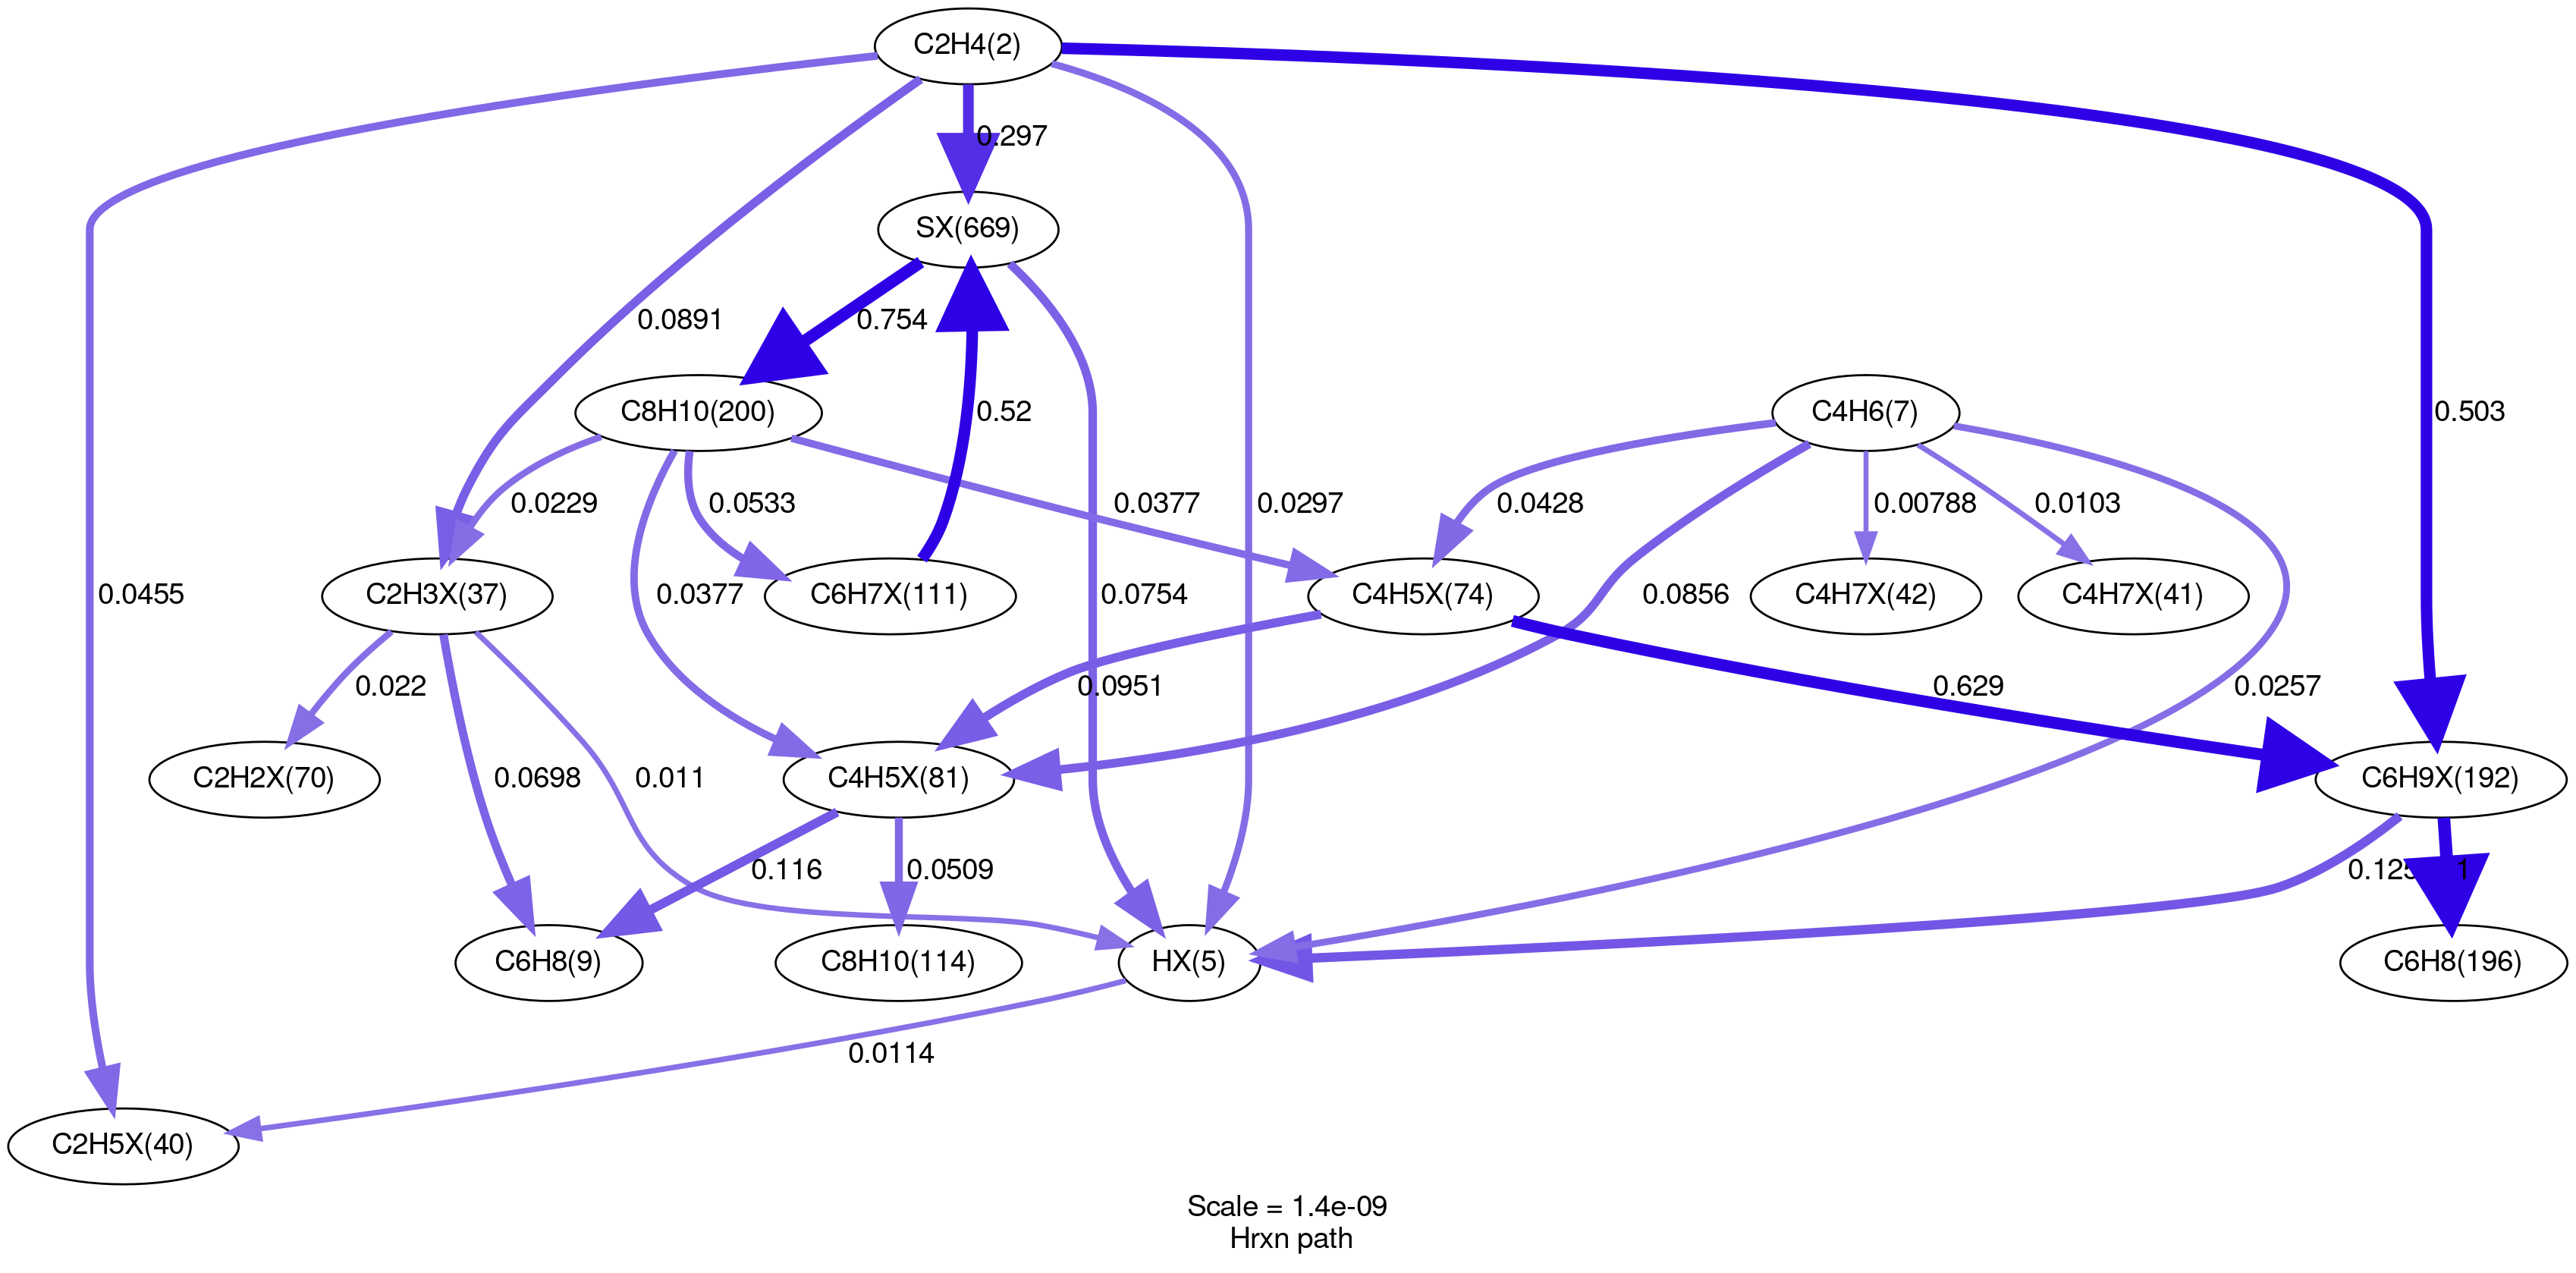 C2H4(2)
0.297
SX(669)
0.0891
0.754
C8H10(200)
0.52
C4H6(7)
0.503
0.0229
0.0533
0.0377
0.0297
0.0428
0.00788
0.0103
0.0455
C2H3X(37)
0.0377
C6H7X(111)
0.0754
C4H5X(74)
0.0856
C4H7X(42)
C4H7X(41)
0.022
0.0951
0.629
0.0257
C2H2X(70)
0.0698
0.011
C4H5X(81)
C6H9X(192)
0.116
0.0509
1
C6H8(9)
C8H10(114)
HX(5)
C6H8(196)
0.0114
C2H5X(40)
Scale = 1.4e-09
Hrxn path